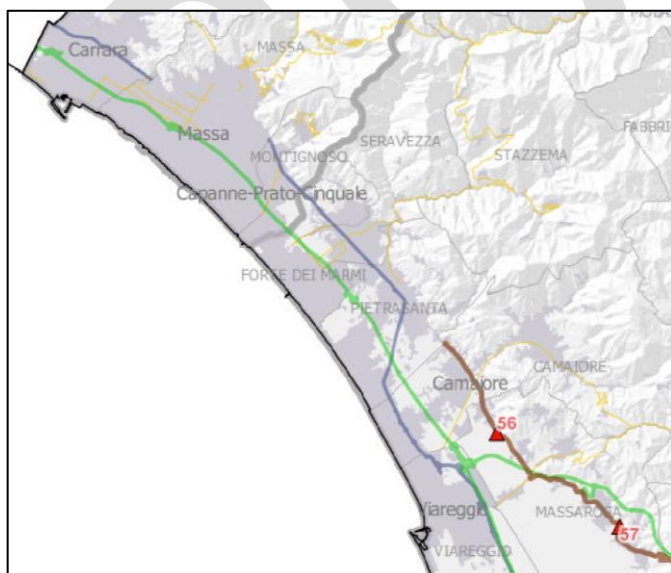 Carrara
MASSA
Massa
SERAVEZZA
MONTIGNOSO
STAZZEMA
Capanne-Prato-Cinquale
FORTE DEI MARMI
PIETRASANTA
CAMAIORE
Camaiore
56
Viareggio
MASSAROSA
57
VIAREGGIO